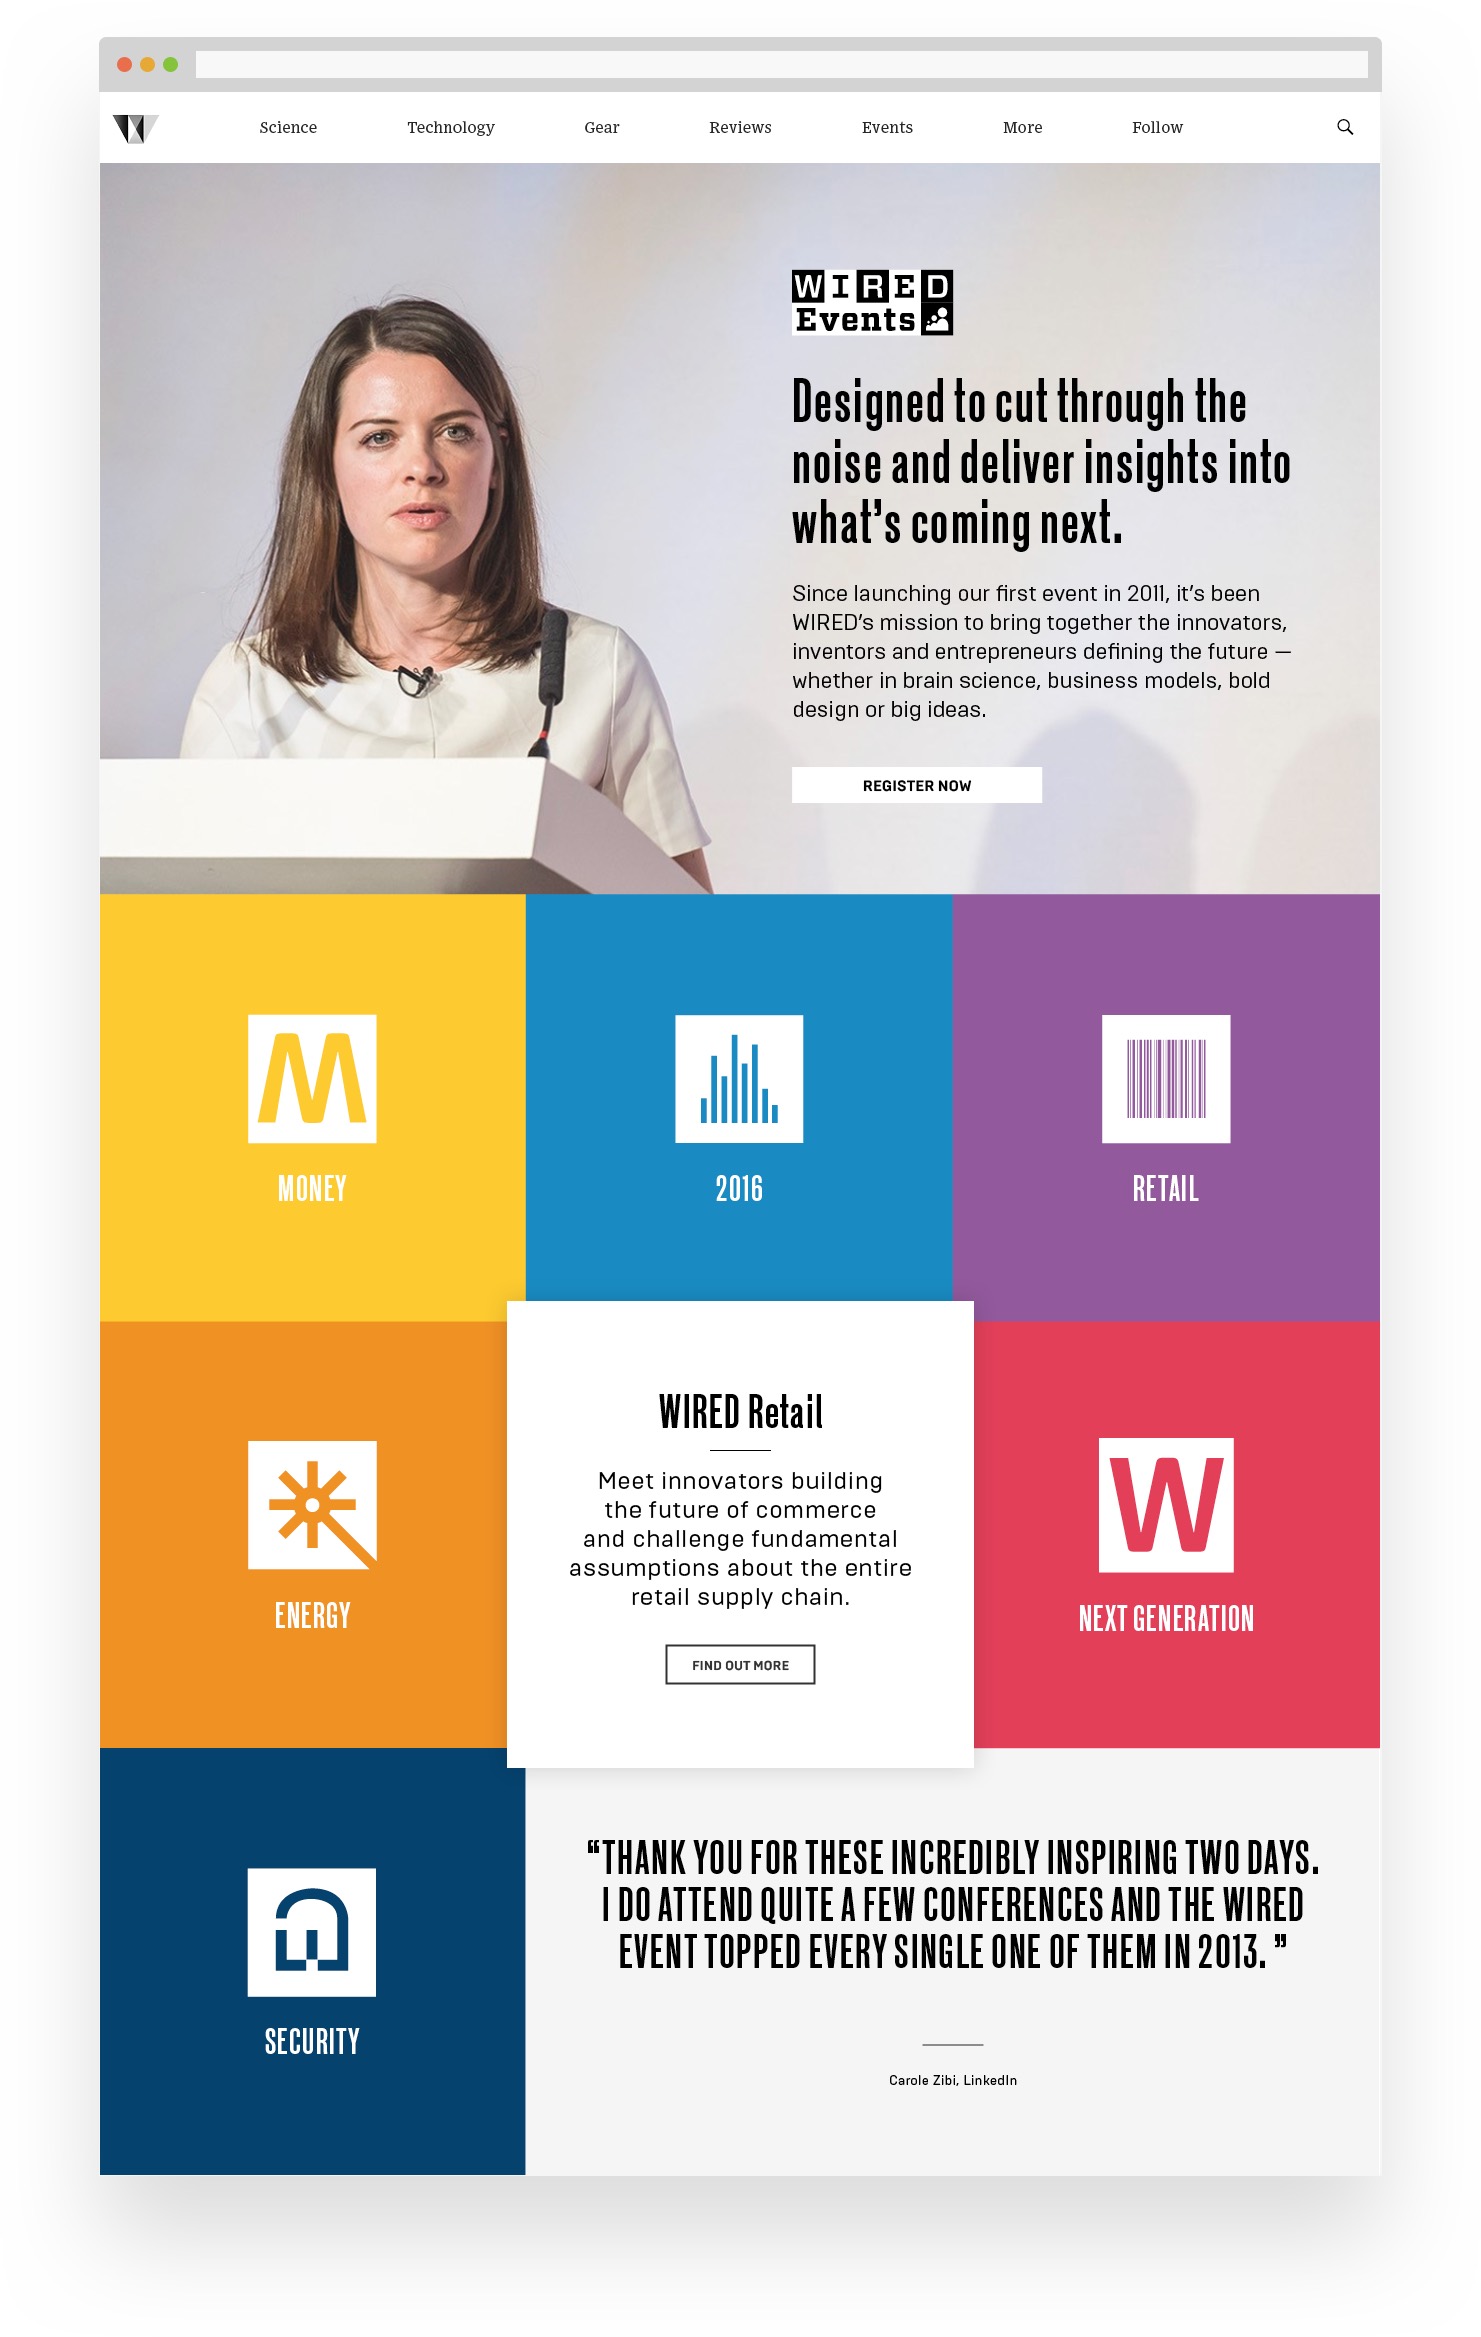 W
Science
Technology
Gear
Reviews
Events
More
Follow
WIRED
Events
Designed to cut through the
noise and deliver insights into
what’s coming next.
Since launching our first event in 2011, it’s been
WIRED’s mission to bring together the innovators,
inventors and entrepreneurs defining the future —
whether in brain science, business models, bold
design or big ideas.
REGISTER NOW
M
MONEY
2016
RETAIL
ENERGY
WIRED Retail
Meet innovators building
the future of commerce
and challenge fundamental
assumptions about the entire
retail supply chain.
FIND OUT MORE
W
NEXT GENERATION
SECURITY
“THANK YOU FOR THESE INCREDIBLY INSPIRING TWO DAYS.
I DO ATTEND QUITE A FEW CONFERENCES AND THE WIRED
EVENT TOPPED EVERY SINGLE ONE OF THEM IN 2013. ”
Carole Zibi, LinkedIn